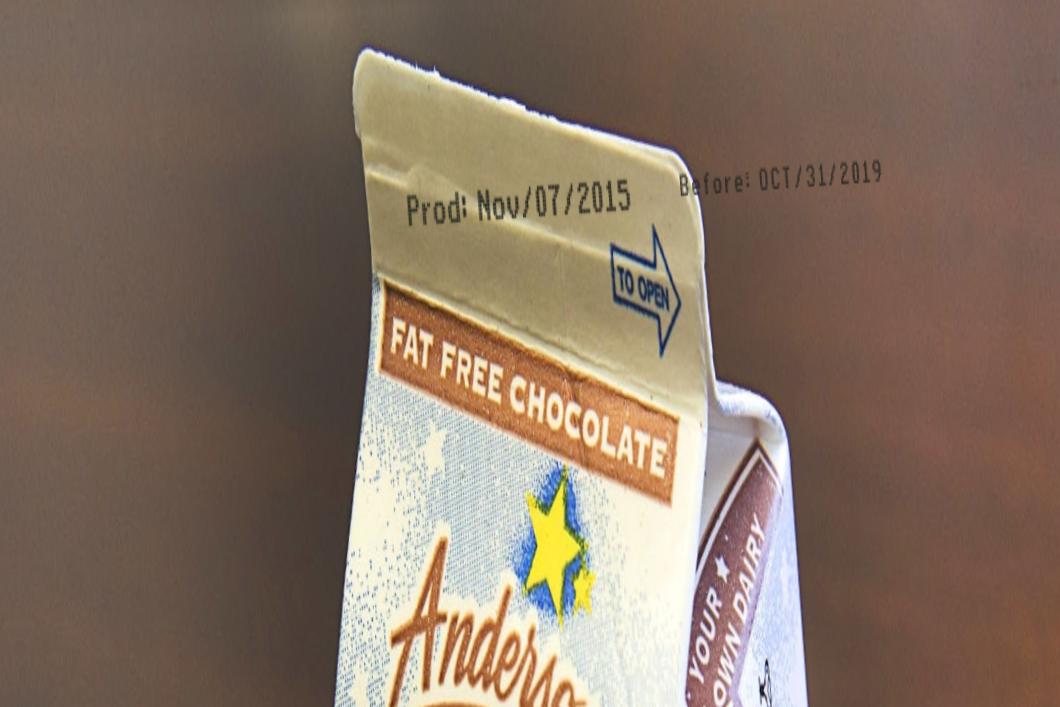 Prod: Nov/07/2015
Before: OCT/31/2019
TO OPEN
FAT FREE CHOCOLATE
YOUR
OWN DAIRY